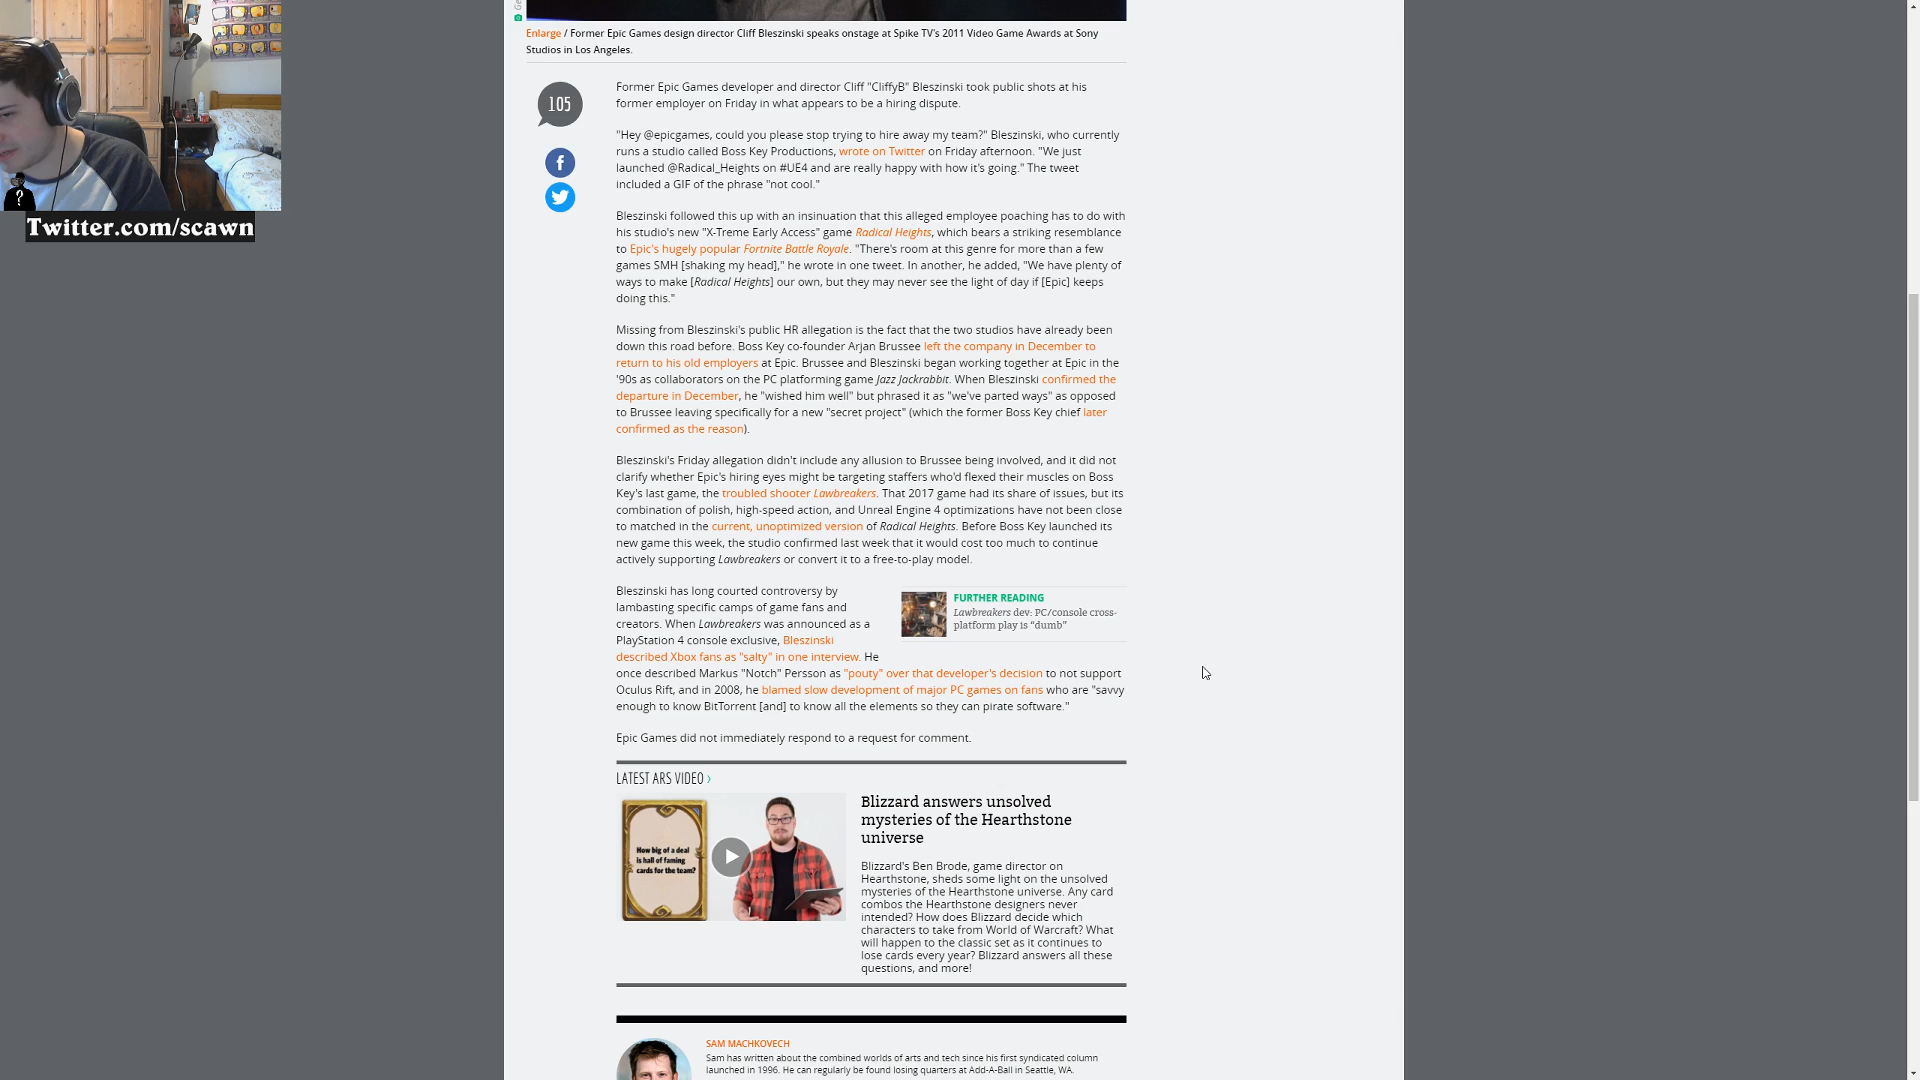 Enlarge / Former Epic Games design director Cliff Bleszinski speaks onstage at Spike TV's 2011 Video Game Awards at Sony
Studios in Los Angeles.
105
Former Epic Games developer and director Cliff "CliffyB" Bleszinski took public shots at his
former employer on Friday in what appears to be a hiring dispute.
"Hey @epicgames, could you please stop trying to hire away my team?" Bleszinski, who currently
runs a studio called Boss Key Productions, wrote on Twitter on Friday afternoon. "We just
launched @Radical_Heights on #UE4 and are really happy with how it's going." The tweet
included a GIF of the phrase "not cool."
?
Twitter.com/scawn
Bleszinski followed this up with an insinuation that this alleged employee poaching has to do with
his studio's new "X-Treme Early Access" game Radical Heights, which bears a striking resemblance
to Epic's hugely popular Fortnite Battle Royale. "There's room at this genre for more than a few
games SMH [shaking my head]," he wrote in one tweet. In another, he added, "We have plenty of
ways to make [Radical Heights] our own, but they may never see the light of day if [Epic] keeps
doing this."
Missing from Bleszinski's public HR allegation is the fact that the two studios have already been
down this road before. Boss Key co-founder Arjan Brussee left the company in December to
return to his old employers at Epic. Brussee and Bleszinski began working together at Epic in the
'90s as collaborators on the PC platforming game Jazz Jackrabbit. When Bleszinski confirmed the
departure in December, he "wished him well" but phrased it as "we've parted ways" as opposed
to Brussee leaving specifically for a new "secret project" (which the former Boss Key chief later
confirmed as the reason).
Bleszinski's Friday allegation didn't include any allusion to Brussee being involved, and it did not
clarify whether Epic's hiring eyes might be targeting staffers who'd flexed their muscles on Boss
Key's last game, the troubled shooter Lawbreakers. That 2017 game had its share of issues, but its
combination of polish, high-speed action, and Unreal Engine 4 optimizations have not been close
to matched in the current, unoptimized version of Radical Heights. Before Boss Key launched its
new game this week, the studio confirmed last week that it would cost too much to continue
actively supporting Lawbreakers or convert it to a free-to-play model.
Bleszinski has long courted controversy by
lambasting specific camps of game fans and
creators. When Lawbreakers was announced as a
PlayStation 4 console exclusive, Bleszinski
described Xbox fans as "salty" in one interview. He
FURTHER READING
Lawbreakers dev: PC/console cross-
platform play is “dumb”
once described Markus "Notch" Persson as "pouty" over that developer's decision to not support
Oculus Rift, and in 2008, he blamed slow development of major PC games on fans who are "savvy
enough to know BitTorrent [and] to know all the elements so they can pirate software."
Epic Games did not immediately respond to a request for comment.
LATEST ARS VIDEO ›
How big of a deal
is hall of faming
cards for the team?
Blizzard answers unsolved
mysteries of the Hearthstone
universe
Blizzard's Ben Brode, game director on
Hearthstone, sheds some light on the unsolved
mysteries of the Hearthstone universe. Any card
combos the Hearthstone designers never
intended? How does Blizzard decide which
characters to take from World of Warcraft? What
will happen to the classic set as it continues to
lose cards every year? Blizzard answers all these
questions, and more!
SAM MACHKOVECH
Sam has written about the combined worlds of arts and tech since his first syndicated column
launched in 1996. He can regularly be found losing quarters at Add-A-Ball in Seattle, WA.